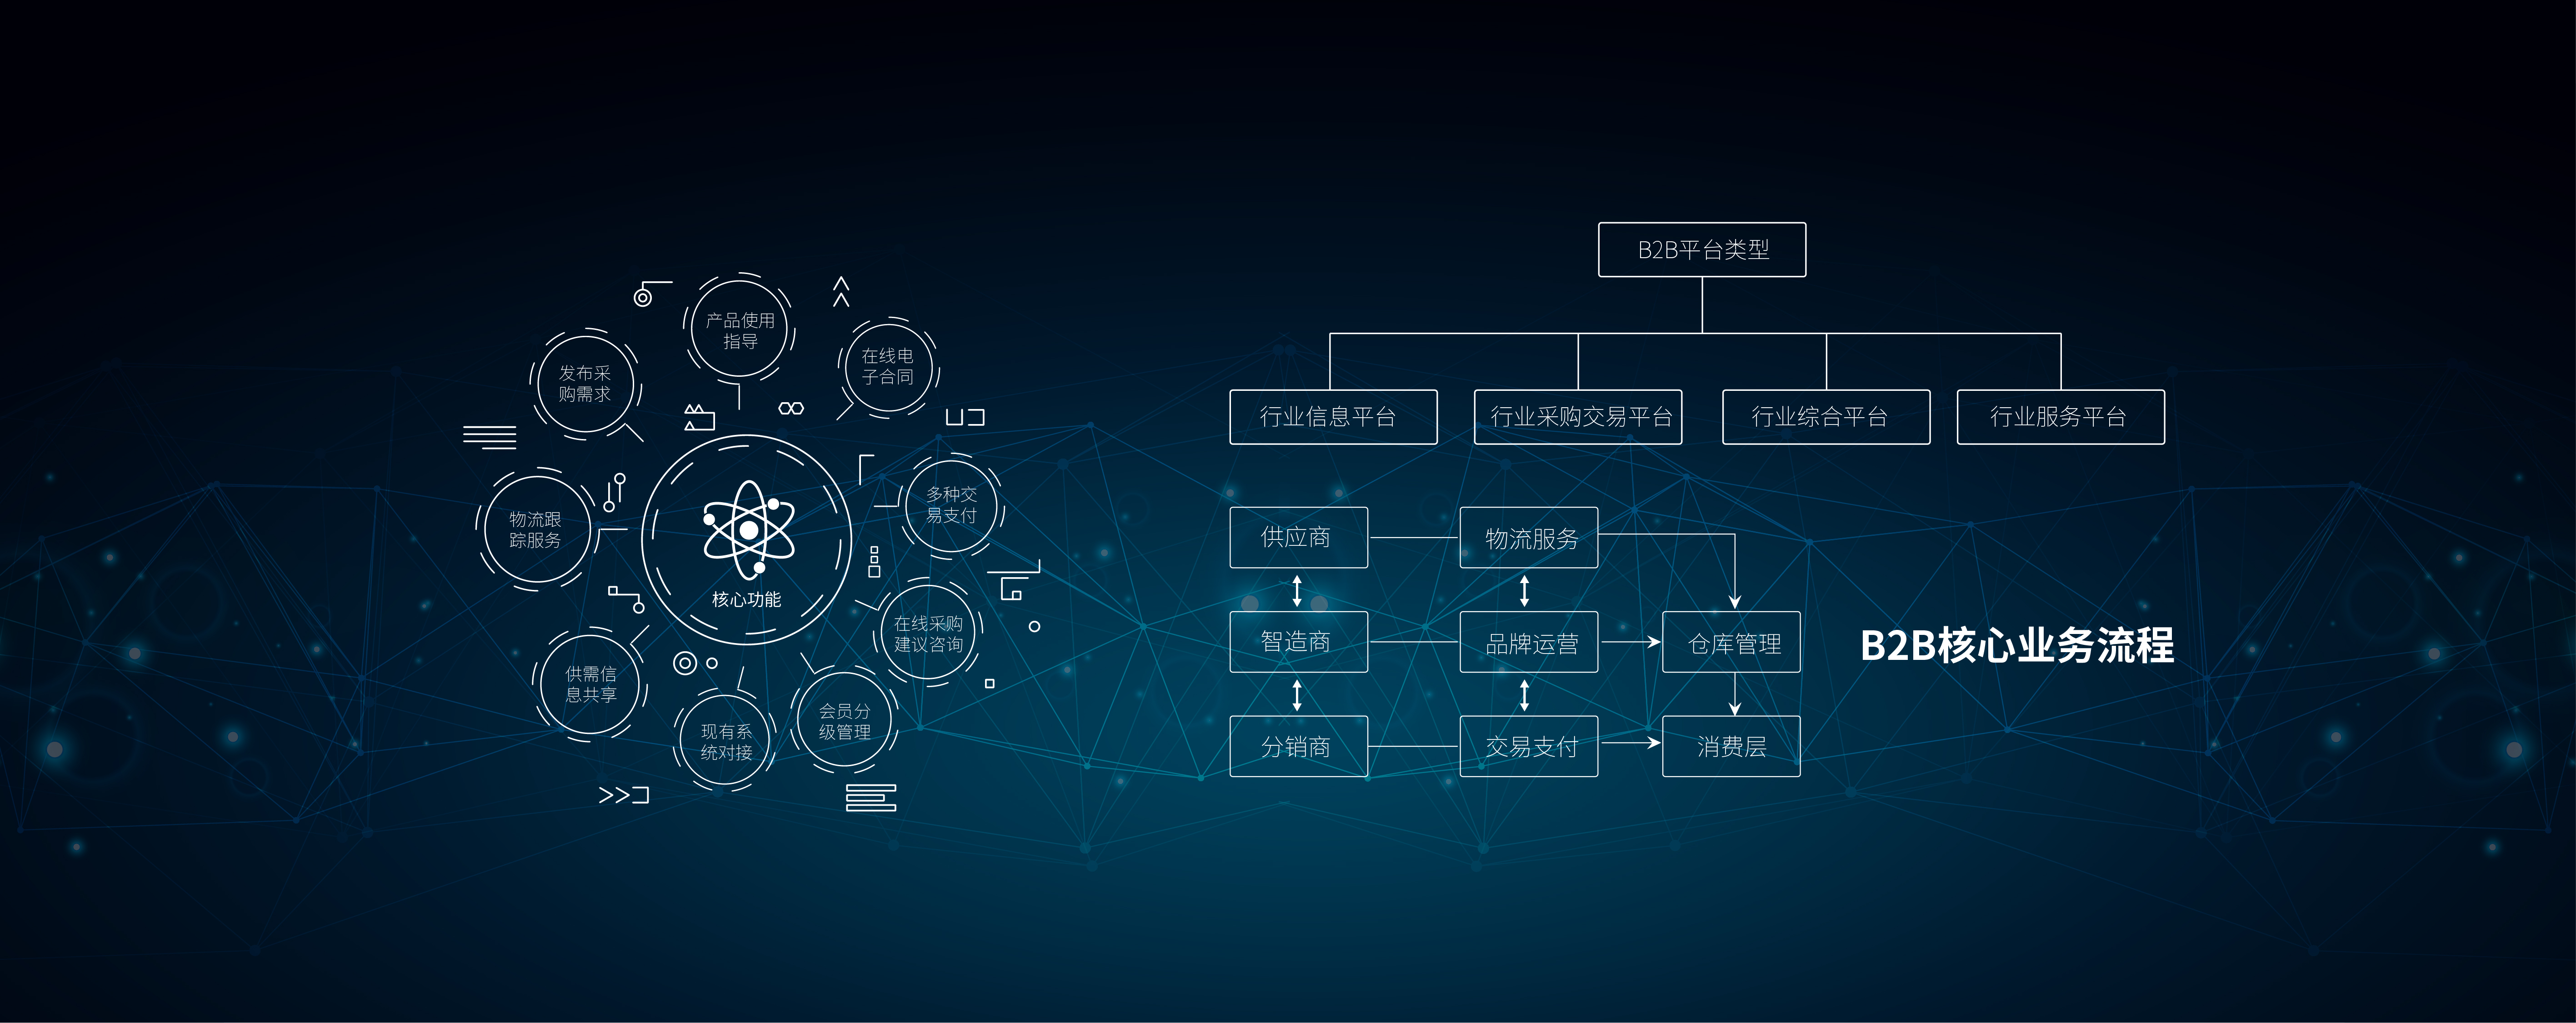 产品使用
指导
在线电
子合同
发布采
购需求
多种交
易支付
物流跟
踪服务
核心功能
在线采购
建议咨询
供需信
息共享
会员分
级管理
现有系
统对接
B2B平台类型
行业信息平台
行业采购交易平台
行业综合平台
行业服务平台
供应商
物流服务
智造商
品牌运营
仓库管理
分销商
交易支付
消费层
B2B核心业务流程